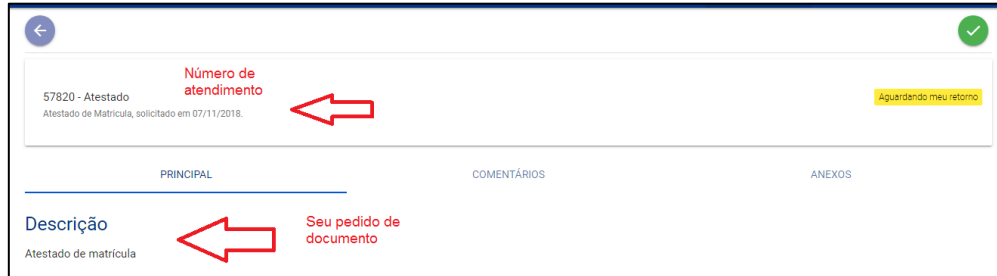 Número de
atendimento
57820 - Atestado
Atestado de Matricula, solicitado em 07/11/2018.
Aguardando meu retorno
PRINCIPAL
COMENTÁRIOS
ANEXOS
Descrição
Seu pedido de
documento
Atestado de matrícula